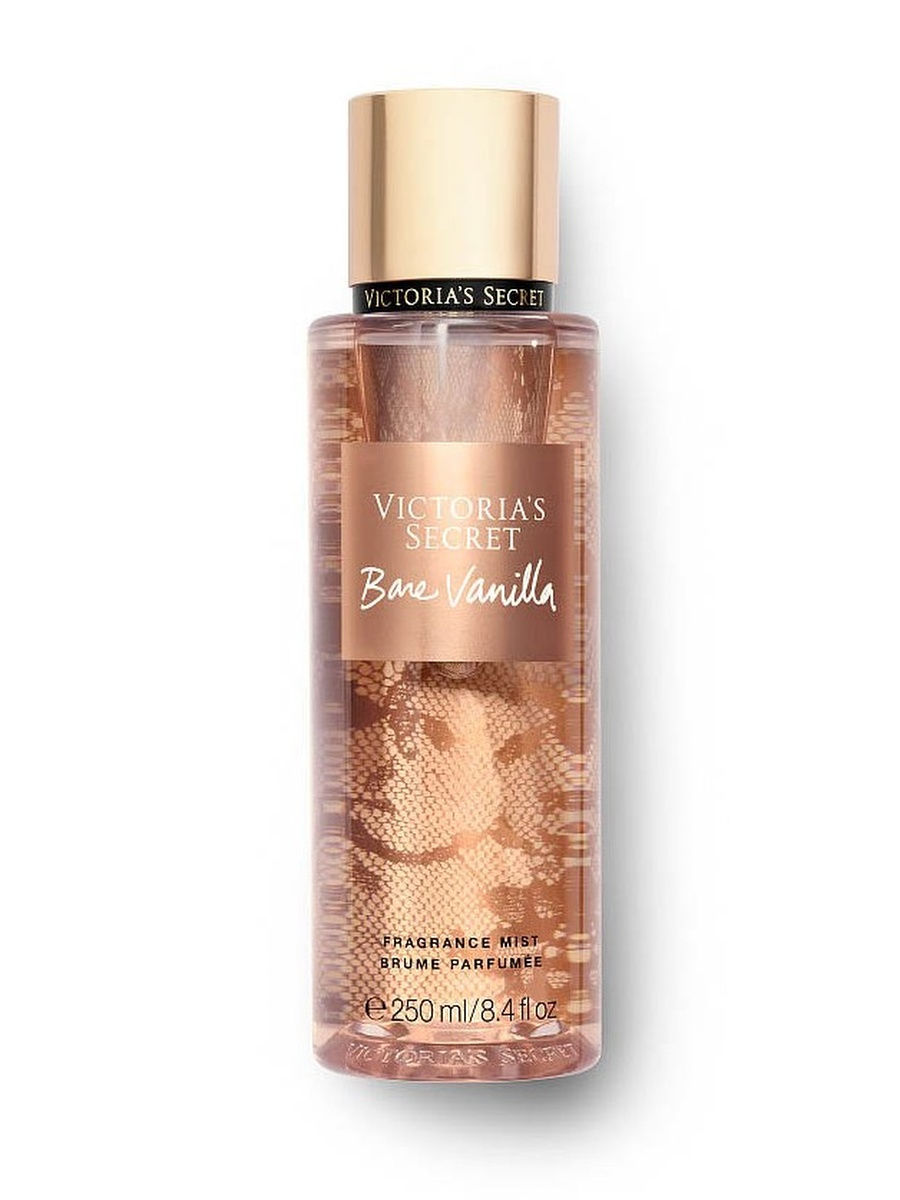 VICTORIA'S SECRET
VICTORIA'S
SECRET
Bare Vanilla
FRAGRANCE MIST
BRUME PARFUMÉE
℮ 250 ml/8.4 fl oz
VICTORIA'S SECRET